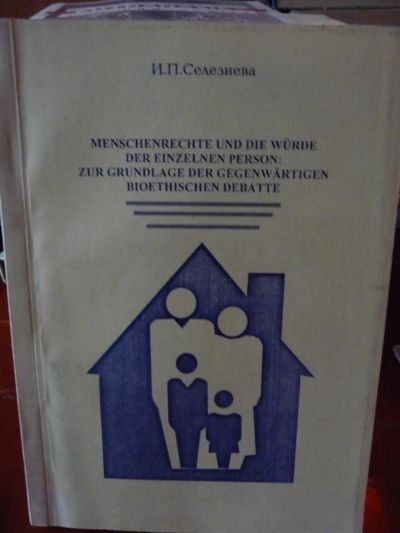 И.П.Селезнева
MENSCHENRECHTE UND DIE WÜRDE
DER EINZELNEN PERSON:
ZUR GRUNDLAGE DER GEGENWÄRTIGEN
BIOETHISCHEN DEBATTE